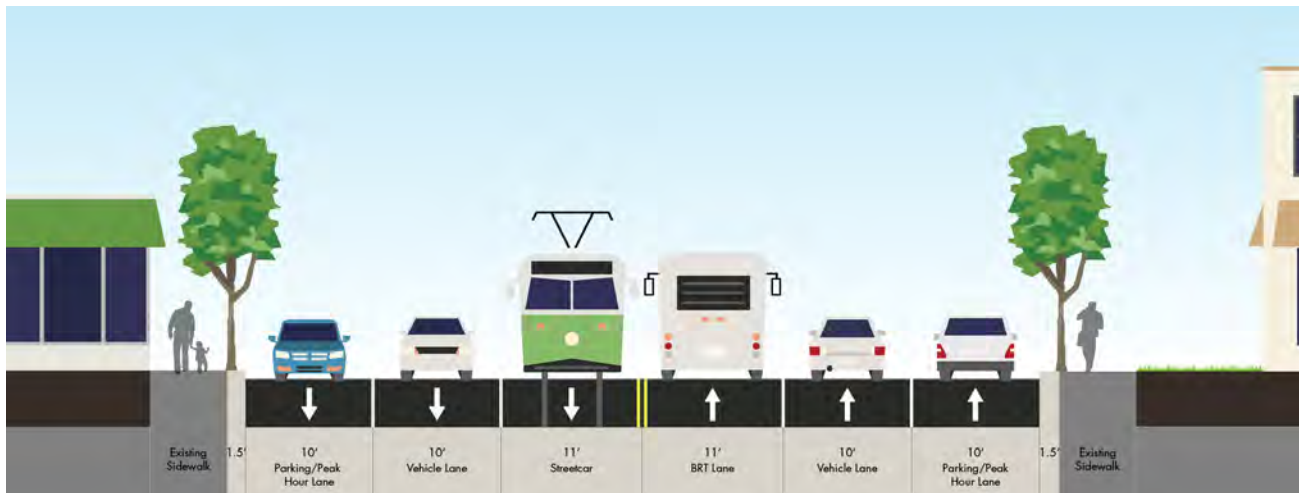 Existing
Sidewalk
1.5'
10'
Parking/Peak
Hour Lane
10'
Vehicle Lane
11'
Streetcar
11'
BRT Lane
10'
Vehicle Lane
10'
Parking/Peak
Hour Lane
1.5'
Existing
Sidewalk